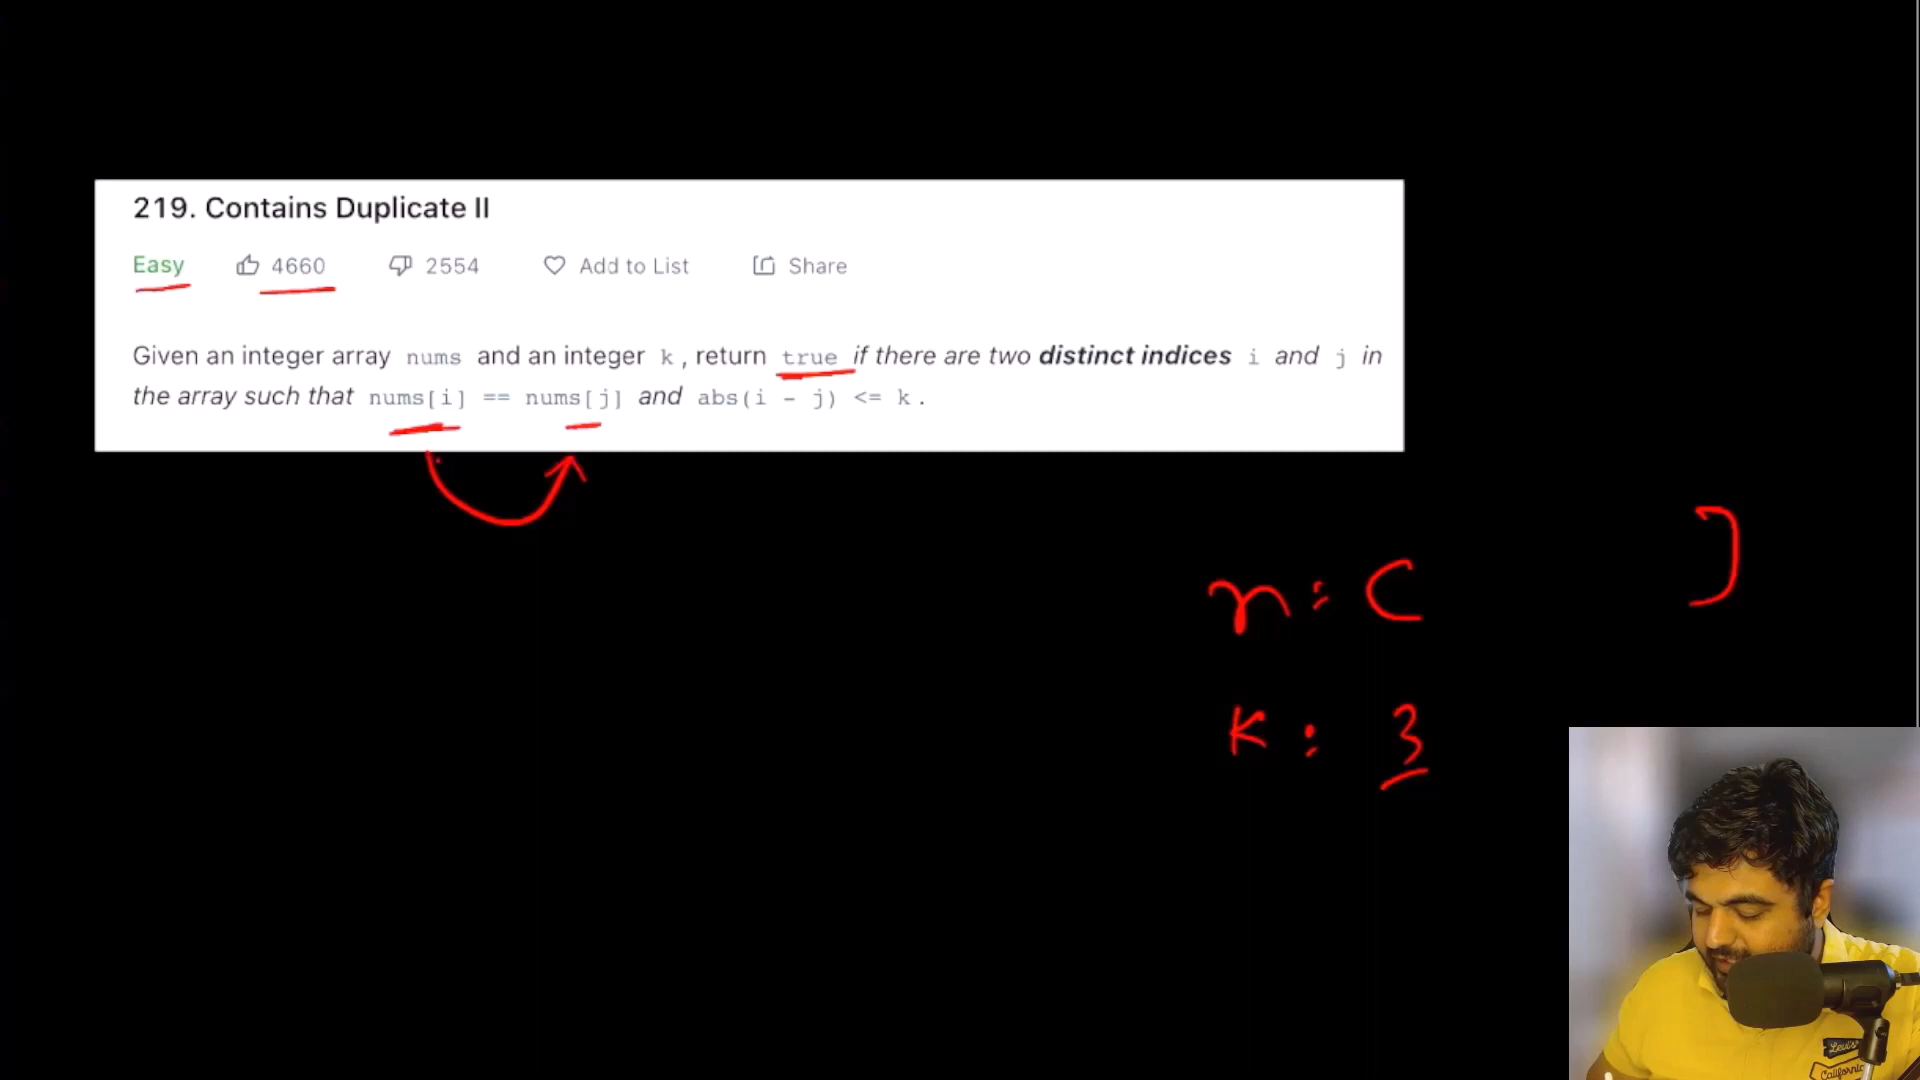 219. Contains Duplicate II
Easy 4660 2554 Add to List Share
Given an integer array nums and an integer k, return true if there are two distinct indices i and j in
the array such that nums[i] == nums[j] and abs(i - j) <= k.
n: [ ]
K: 3
Levi's
California